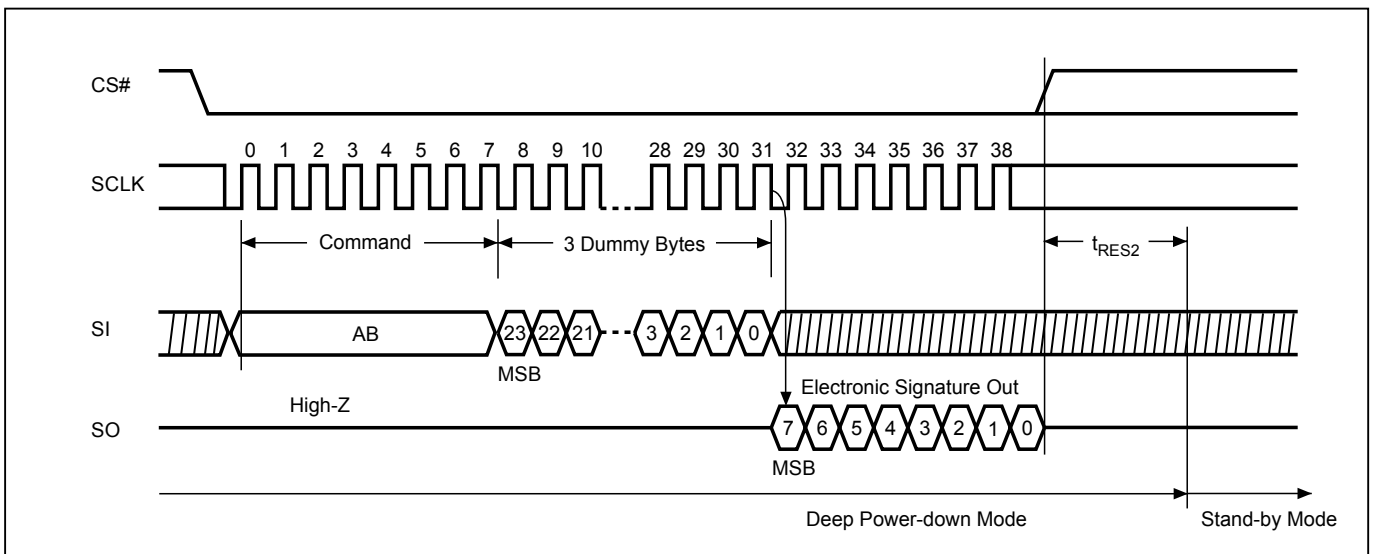 CS#
0 1 2 3 4 5 6 7 8 9 10 28 29 30 31 32 33 34 35 36 37 38
SCLK
Command 3 Dummy Bytes tRES2
SI AB 23 22 21 3 2 1 0
MSB
High-Z Electronic Signature Out
SO 7 6 5 4 3 2 1 0
MSB
Deep Power-down Mode Stand-by Mode